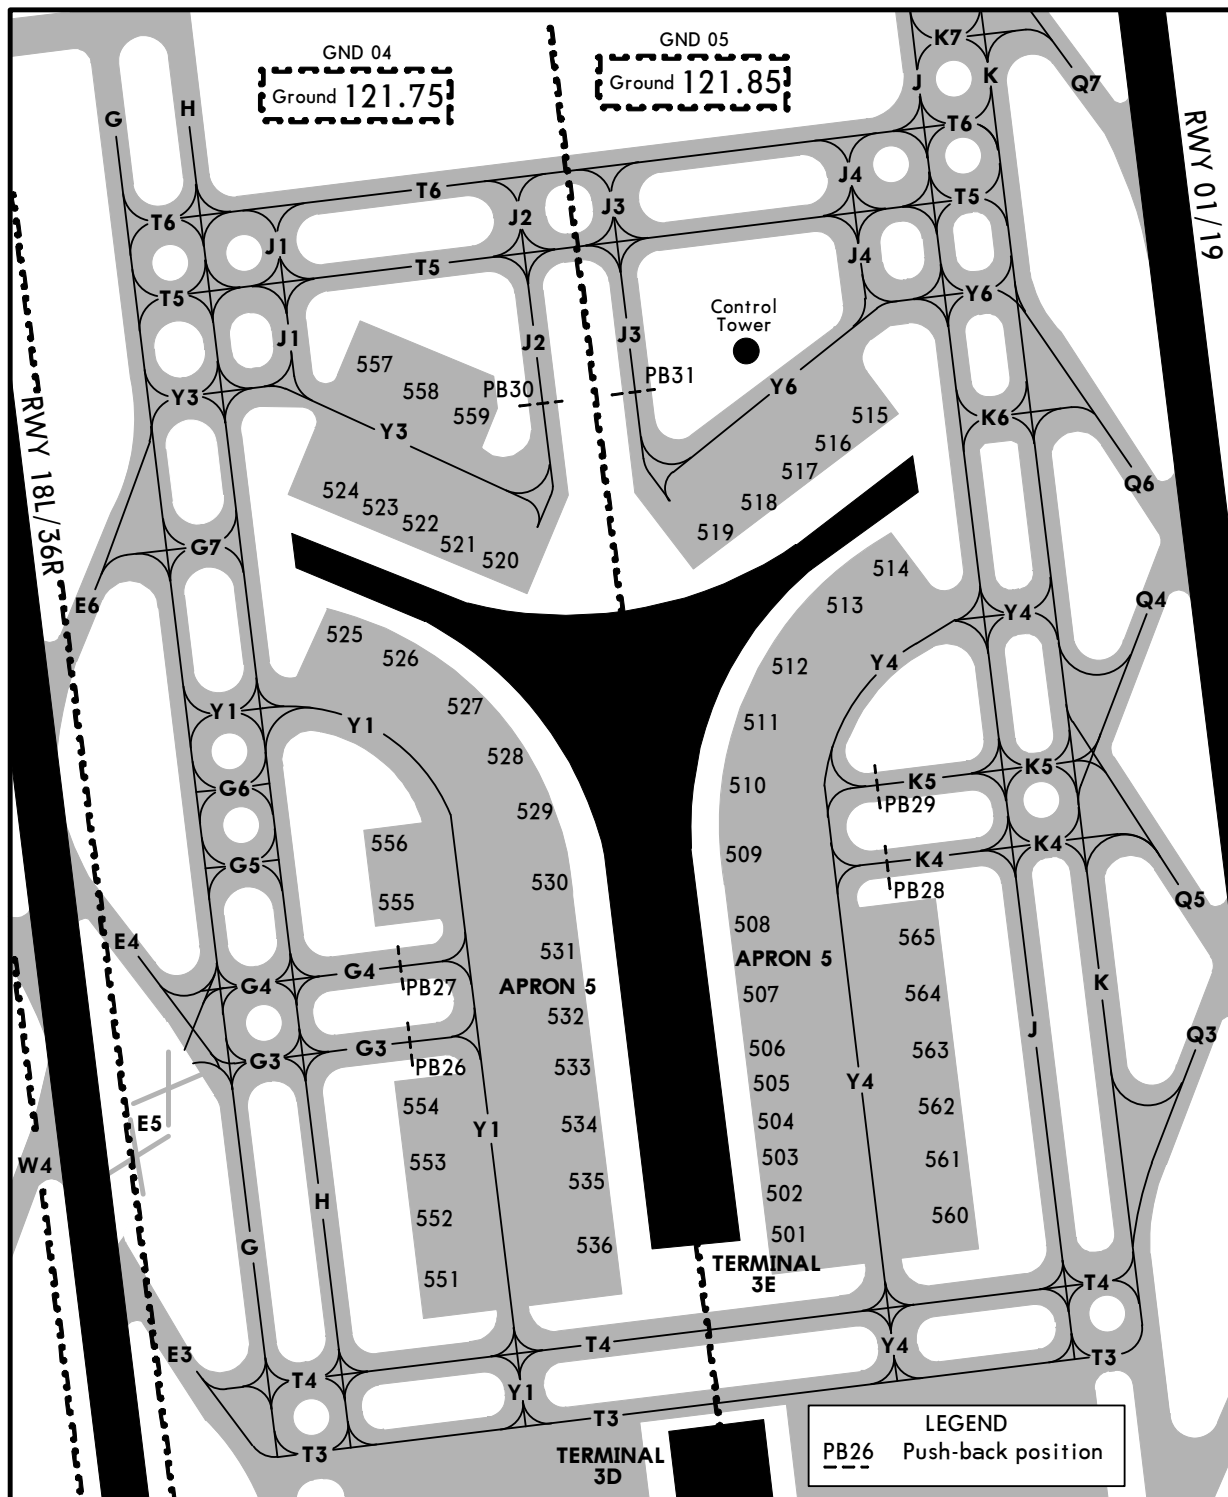 GND 04
Ground 121.75
GND 05
Ground 121.85
K7
J
K
Q7
G
H
T6
RWY 01/19
J4
T6
J2
J3
T5
T6
J1
J4
T5
T5
Y6
Control
Tower
J1
J2
J3
557
558
559
PB30
PB31
Y6
Y3
Y3
515
516
517
518
519
K6
Q6
RWY 18L/36R
524
523
522
521
520
G7
E6
514
513
512
511
510
509
508
Y4
Y4
Q4
525
526
527
528
529
530
531
Y1
Y1
G6
G5
K5
K5
PB29
K4
K4
PB28
Q5
556
555
E4
G4
G4
PB27
G3
G3
PB26
APRON 5
APRON 5
532
533
534
535
536
507
506
505
504
503
502
501
565
564
563
562
561
560
J
K
Q3
E5
W4
554
553
552
551
Y1
Y4
H
G
TERMINAL
3E
E3
T4
T4
T4
Y1
Y4
T3
T3
T3
TERMINAL
3D
LEGEND
PB26 Push-back position